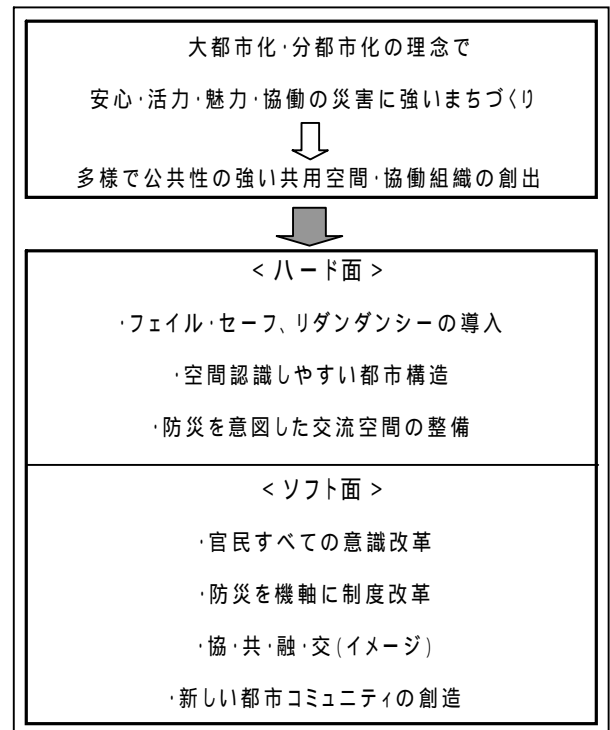 大都市化・分都市化の理念で
安心・活力・魅力・協働の災害に強いまちづくり
多様で公共性の強い共用空間・協働組織の創出
<ハード面>
・フェイル・セーフ、リダンダンシーの導入
・空間認識しやすい都市構造
・防災を意図した交流空間の整備
<ソフト面>
・官民すべての意識改革
・防災を機軸に制度改革
・協・共・融・交(イメージ)
・新しい都市コミュニティの創造